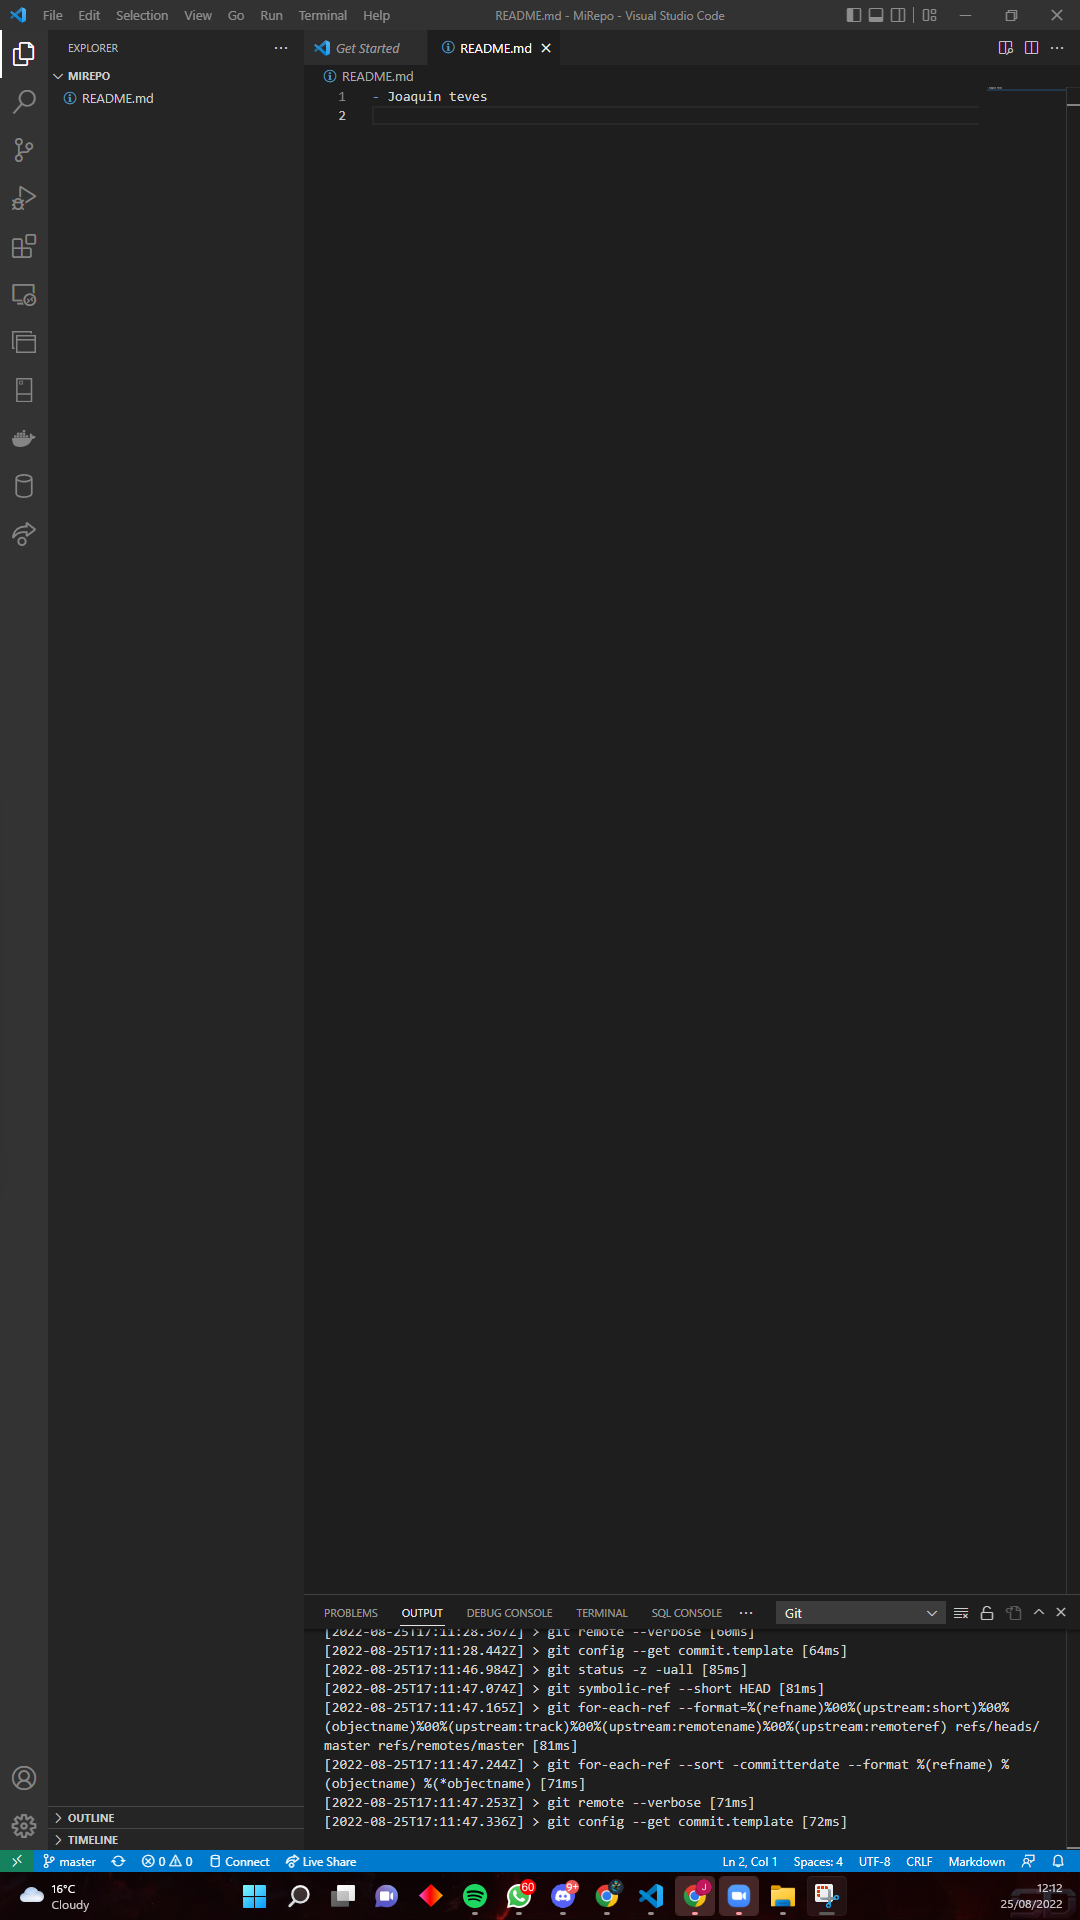 File Edit Selection View Go Run Terminal Help README.md - MiRepo - Visual Studio Code
EXPLORER
Get Started README.md
MIREPO
README.md
README.md
1 - Joaquin teves
2
PROBLEMS OUTPUT DEBUG CONSOLE TERMINAL SQL CONSOLE Git
[2022-08-25T17:11:28.367Z] > git remote --verbose [60ms]
[2022-08-25T17:11:28.442Z] > git config --get commit.template [64ms]
[2022-08-25T17:11:46.984Z] > git status -z -uall [85ms]
[2022-08-25T17:11:47.074Z] > git symbolic-ref --short HEAD [81ms]
[2022-08-25T17:11:47.165Z] > git for-each-ref --format=%(refname)%00%(upstream:short)%00%
(objectname)%00%(upstream:track)%00%(upstream:remotename)%00%(upstream:remoteref) refs/heads/
master refs/remotes/master [81ms]
[2022-08-25T17:11:47.244Z] > git for-each-ref --sort -committerdate --format %(refname) %
(objectname) %(*objectname) [71ms]
[2022-08-25T17:11:47.253Z] > git remote --verbose [71ms]
[2022-08-25T17:11:47.336Z] > git config --get commit.template [72ms]
OUTLINE
TIMELINE
master 0 0 Connect Live Share Ln 2, Col 1 Spaces: 4 UTF-8 CRLF Markdown
16°C
Cloudy
60 9+ J
12:12
25/08/2022